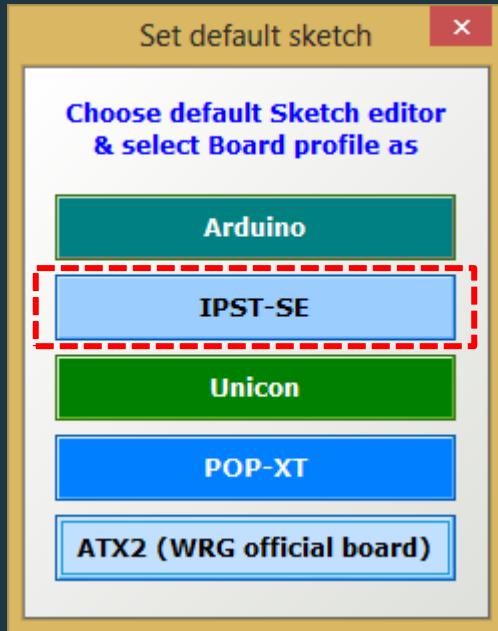 Set default sketch
Choose default Sketch editor
& select Board profile as
Arduino
IPST-SE
Unicon
POP-XT
ATX2 (WRG official board)